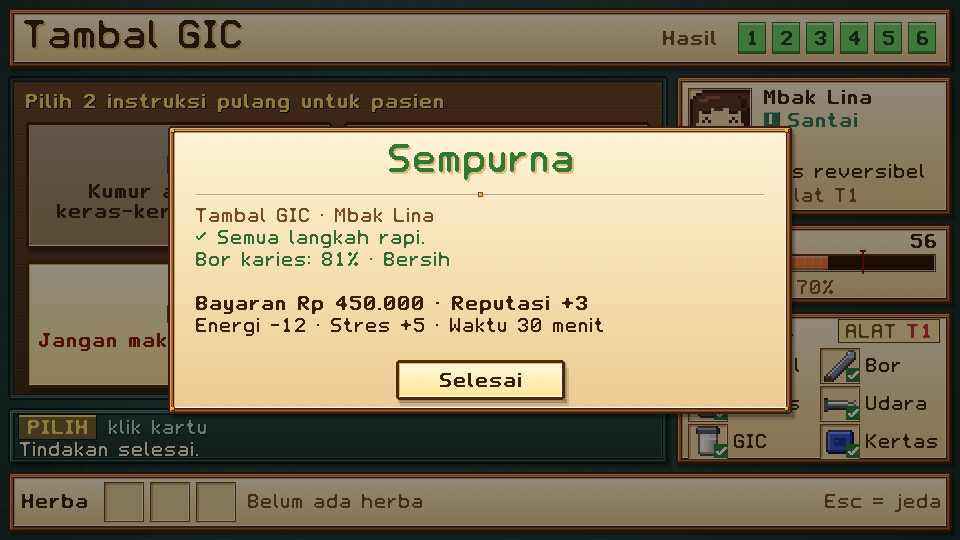 Tambal GIC
Hasil 1 2 3 4 5 6
Pilih 2 instruksi pulang untuk pasien
Mbak Lina
Santai
Kumur
keras-ker
reversibel
lat T1
56
70%
Jangan mak
Sempurna
Tambal GIC · Mbak Lina
✓ Semua langkah rapi.
Bor karies: 81% · Bersih
Bayaran Rp 450.000 · Reputasi +3
Energi -12 · Stres +5 · Waktu 30 menit
Selesai
ALAT T1
Bor
Udara
GIC
Kertas
PILIH klik kartu
Tindakan selesai.
Herba
Belum ada herba
Esc = jeda